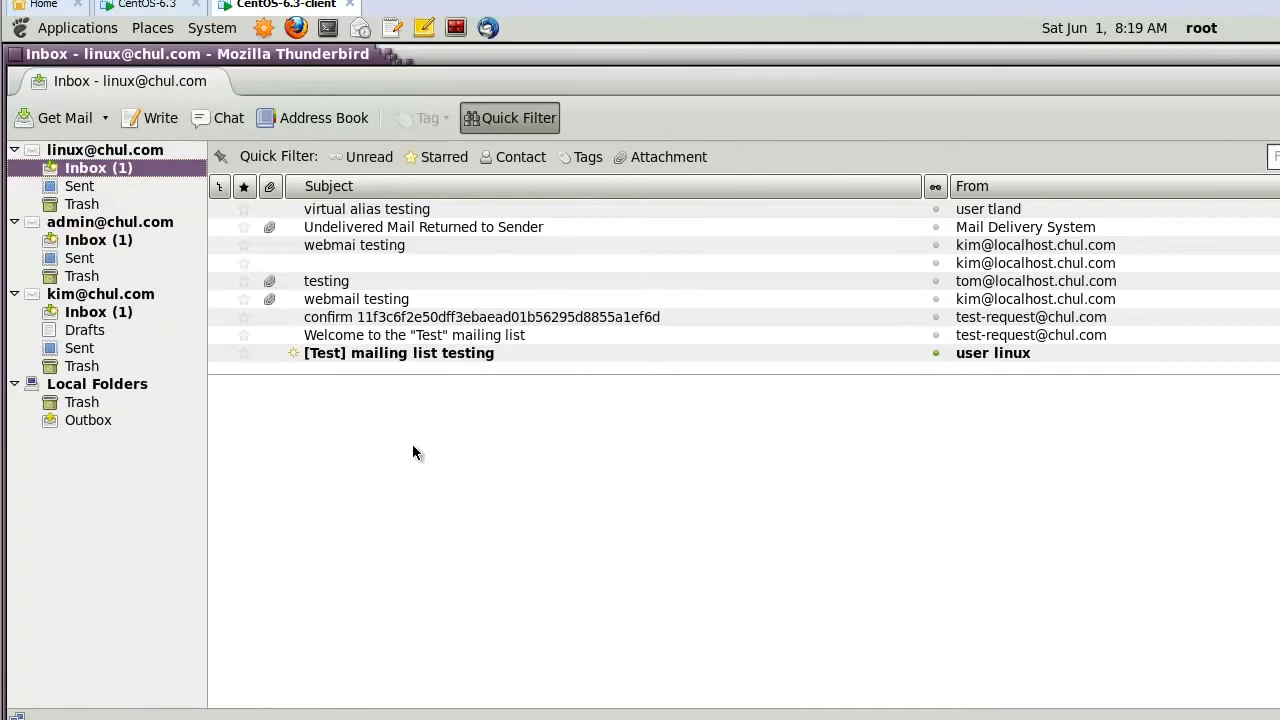 Home CentOS-6.3 CentOS-6.3-client
Applications Places System Sat Jun 1, 8:19 AM root
Inbox - linux@chul.com - Mozilla Thunderbird
Inbox - linux@chul.com
Get Mail Write Chat Address Book Tag Quick Filter
linux@chul.com
Inbox (1)
Sent
Trash
admin@chul.com
Inbox (1)
Sent
Trash
kim@chul.com
Inbox (1)
Drafts
Sent
Trash
Local Folders
Trash
Outbox
Quick Filter: Unread Starred Contact Tags Attachment
Subject From
virtual alias testing user tland
Undelivered Mail Returned to Sender Mail Delivery System
webmai testing kim@localhost.chul.com
kim@localhost.chul.com
testing tom@localhost.chul.com
webmail testing kim@localhost.chul.com
confirm 11f3c6f2e50dff3ebaead01b56295d8855a1ef6d test-request@chul.com
Welcome to the "Test" mailing list test-request@chul.com
[Test] mailing list testing user linux